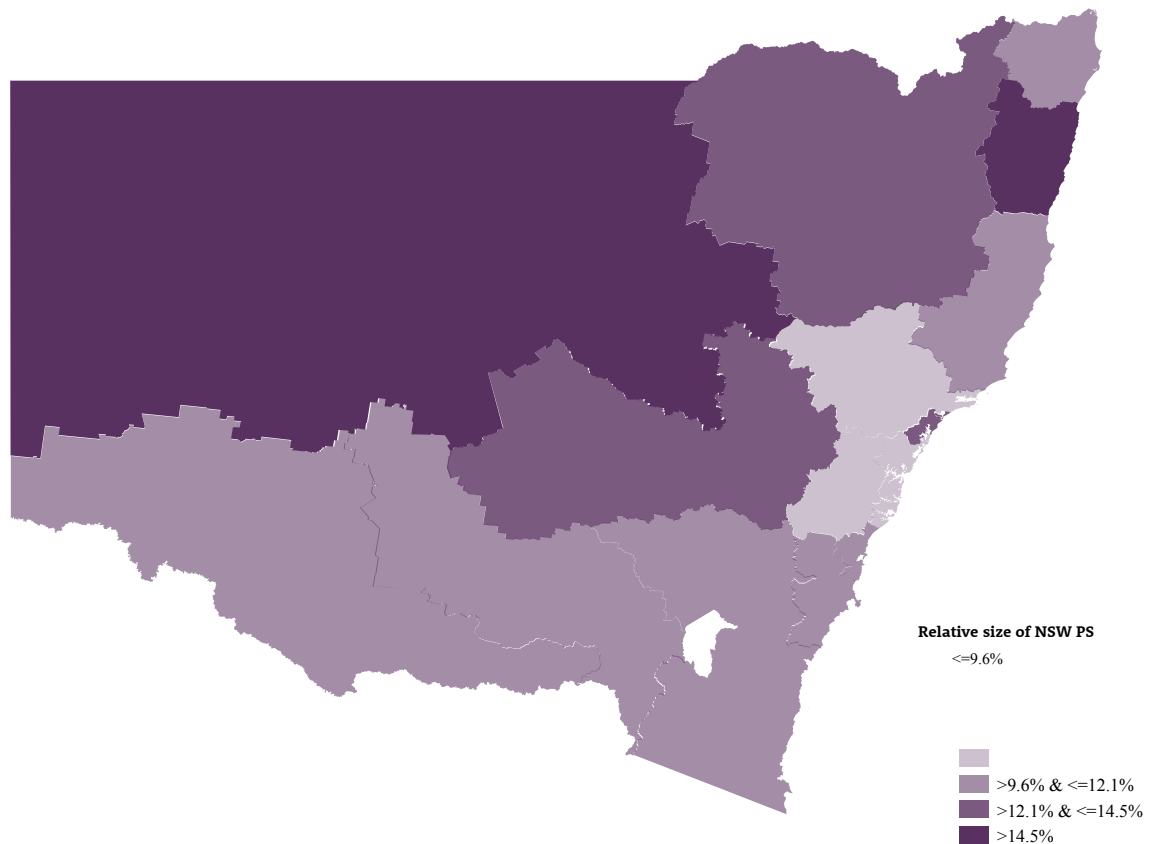 Relative size of NSW PS
<=9.6%
>9.6% & <=12.1%
>12.1% & <=14.5%
>14.5%